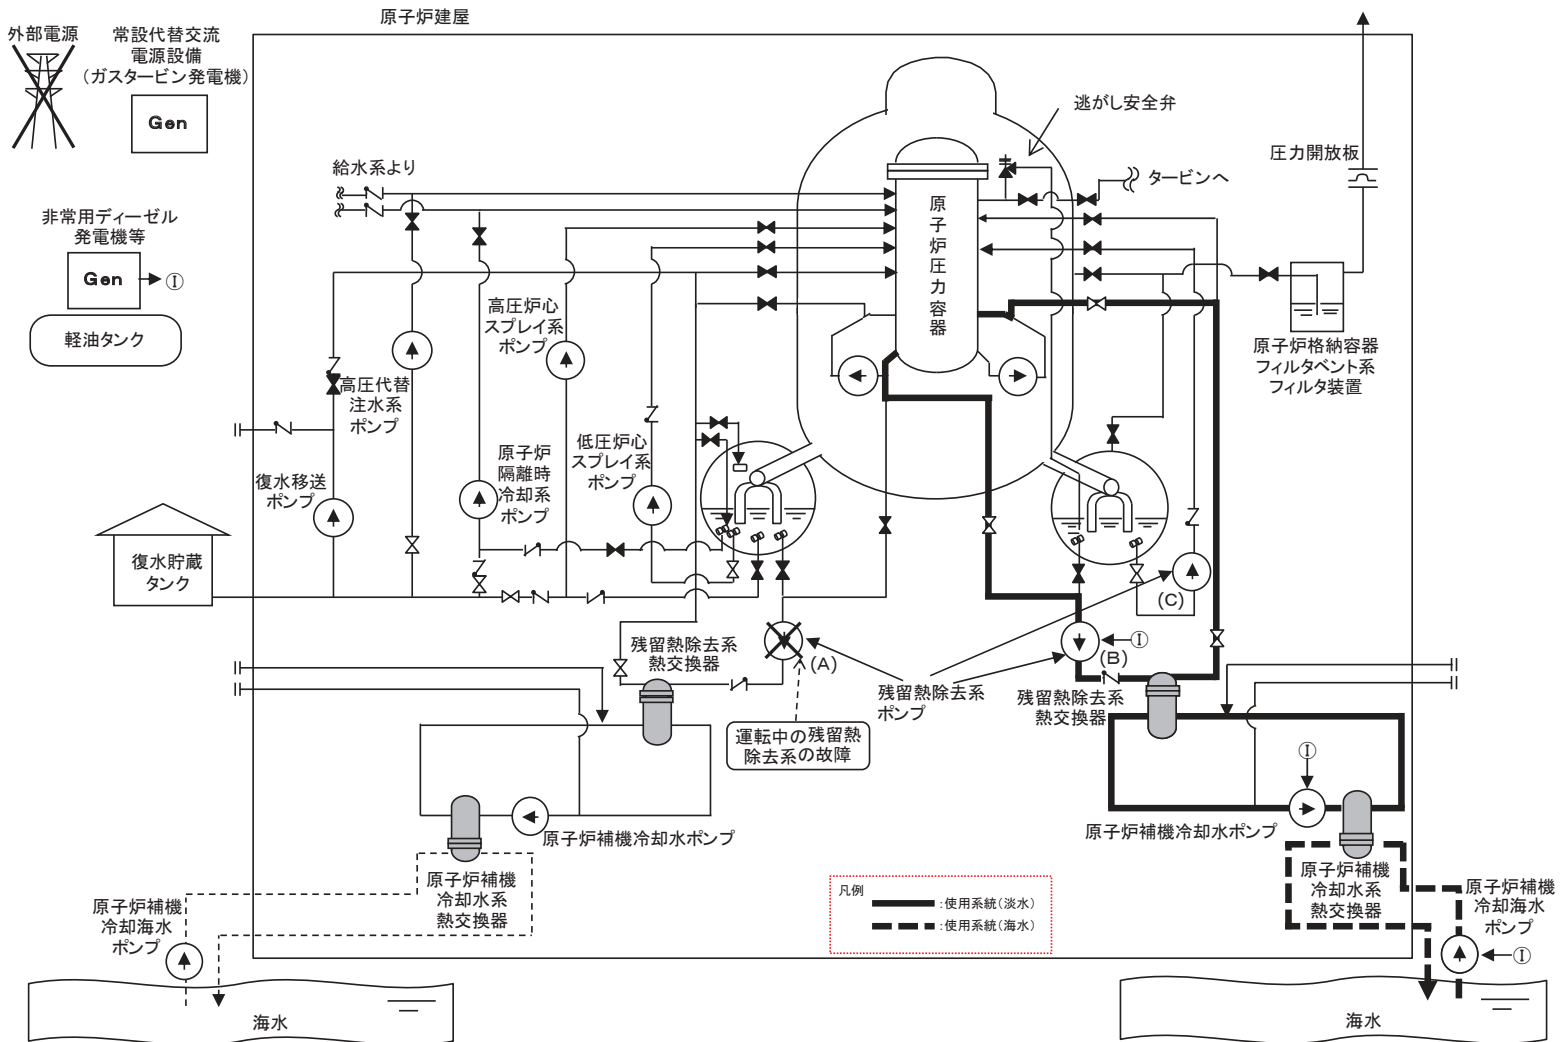 原子炉建屋
外部電源
常設代替交流
電源設備
(ガスタービン発電機)
Gen
逃がし安全弁
圧力開放板
給水系より
タービンへ
非常用ディーゼル
発電機等
Gen
Ⓘ
軽油タンク
原子炉圧力容器
高圧炉心
スプレイ系
ポンプ
原子炉格納容器
フィルタベント系
フィルタ装置
高圧代替
注水系
ポンプ
原子炉
隔離時
冷却系
ポンプ
低圧炉心
スプレイ系
ポンプ
復水移送
ポンプ
復水貯蔵
タンク
(C)
残留熱除去系
熱交換器
(A)
Ⓘ
(B)
残留熱除去系
ポンプ
残留熱除去系
熱交換器
運転中の残留熱
除去系の故障
Ⓘ
原子炉補機冷却水ポンプ
原子炉補機冷却水ポンプ
原子炉補機
冷却水系
熱交換器
原子炉補機
冷却海水
ポンプ
凡例
:使用系統(淡水)
:使用系統(海水)
原子炉補機
冷却水系
熱交換器
原子炉補機
冷却海水
ポンプ
Ⓘ
海水
海水